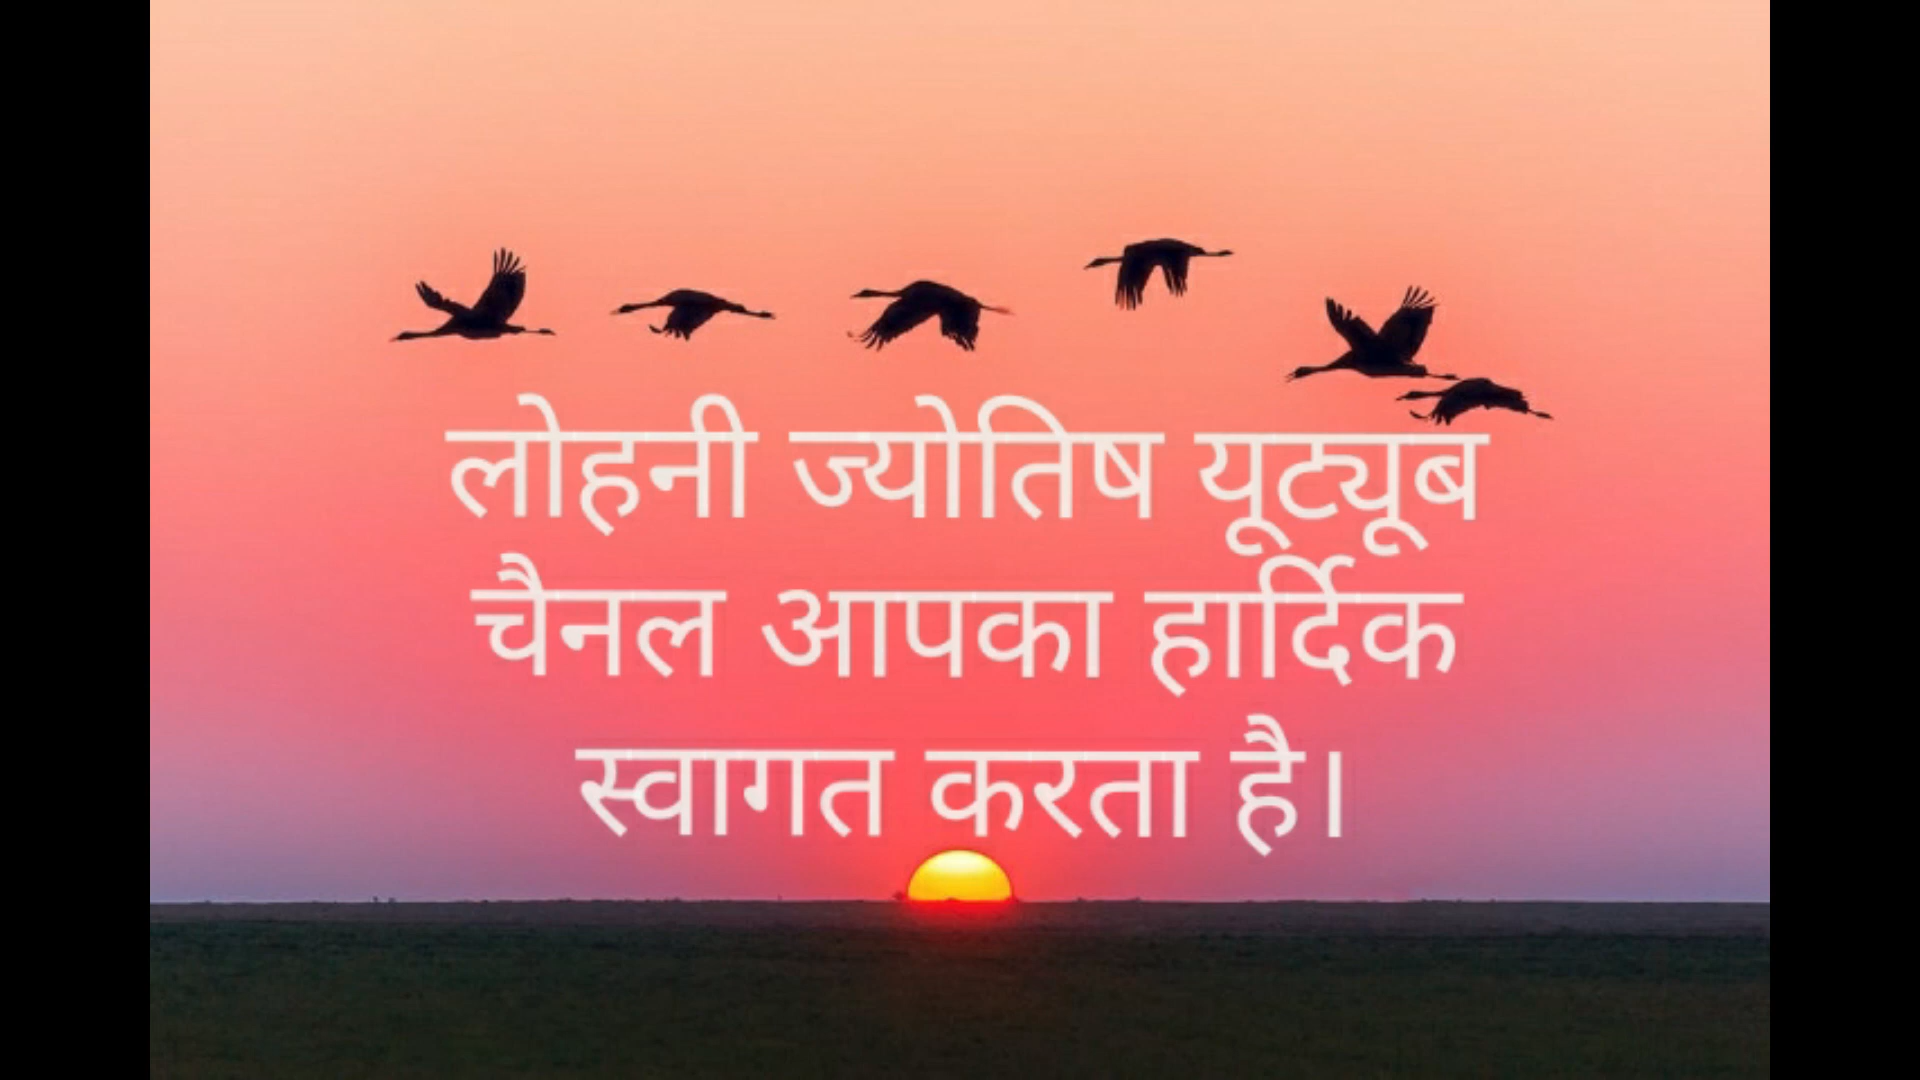 लोहनी ज्योतिष यूट्यूब
चैनल आपका हार्दिक
स्वागत करता है।